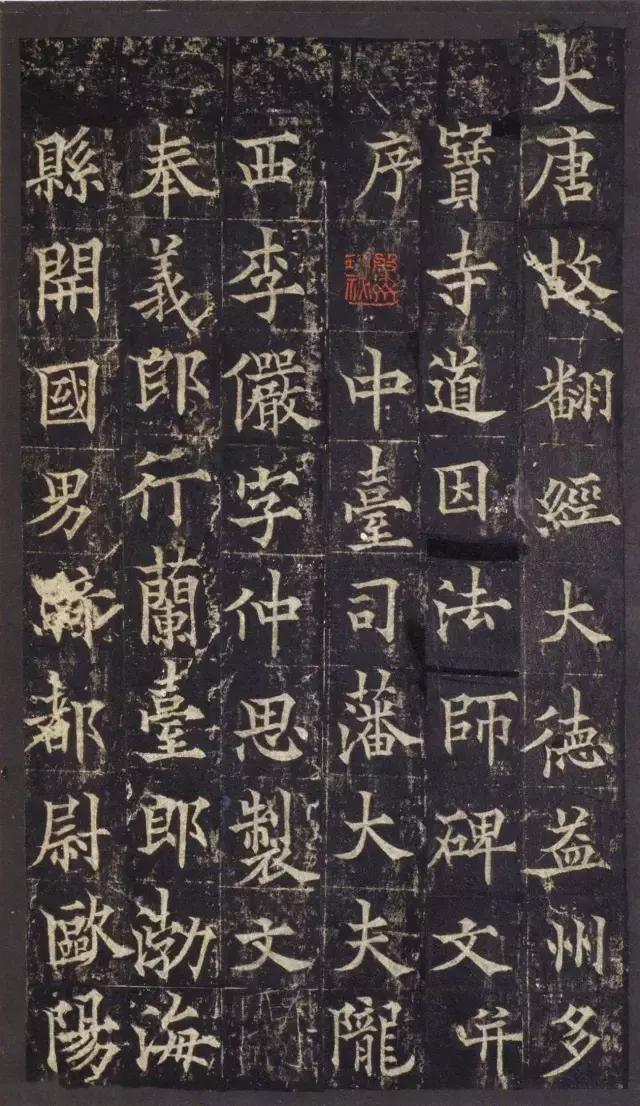 大唐故翻經大德益州多
寶寺道因法師碑文并
序 中臺司藩大夫隴
西李儼字仲思製文
奉義郎行蘭臺郎渤海
縣開國男 都尉歐陽